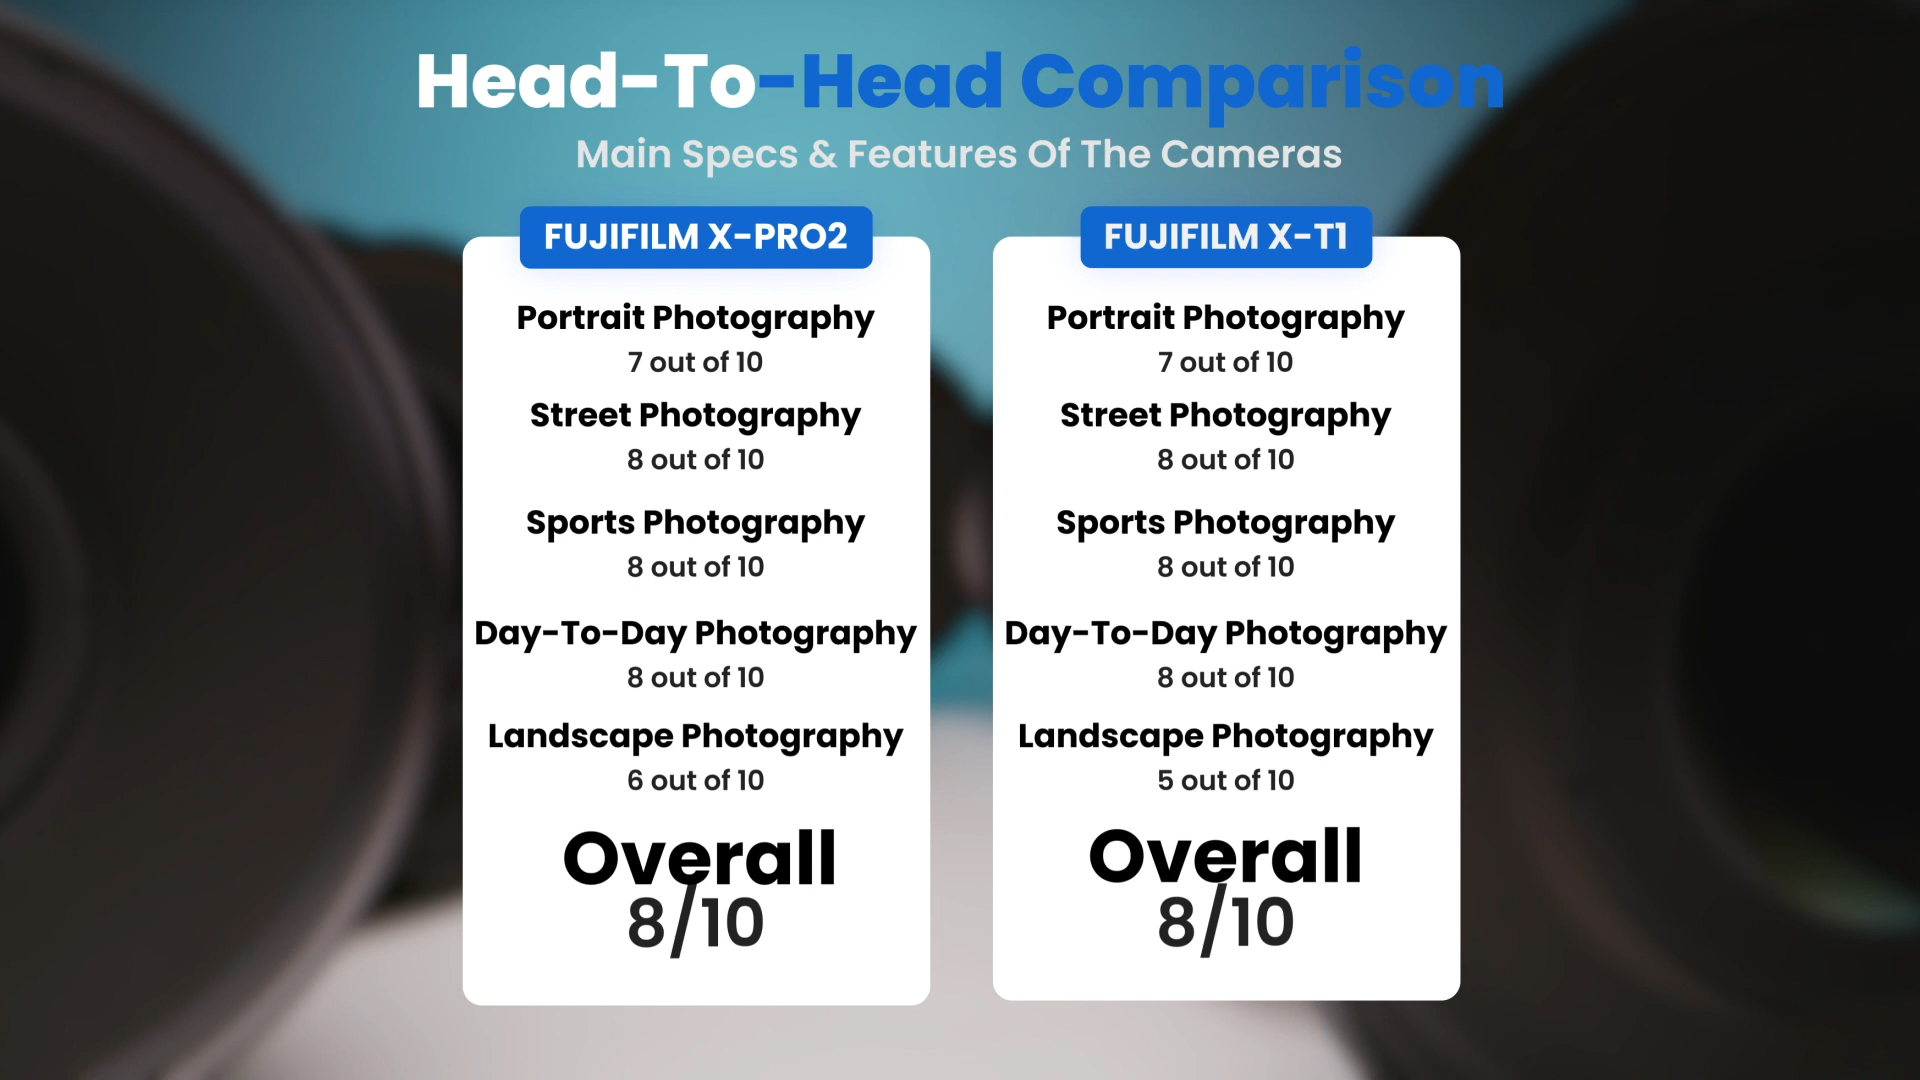 Head-To-Head Comparison
Main Specs & Features Of The Cameras
FUJIFILM X-PRO2
Portrait Photography
7 out of 10
Street Photography
8 out of 10
Sports Photography
8 out of 10
Day-To-Day Photography
8 out of 10
Landscape Photography
6 out of 10
Overall
8/10
FUJIFILM X-T1
Portrait Photography
7 out of 10
Street Photography
8 out of 10
Sports Photography
8 out of 10
Day-To-Day Photography
8 out of 10
Landscape Photography
5 out of 10
Overall
8/10